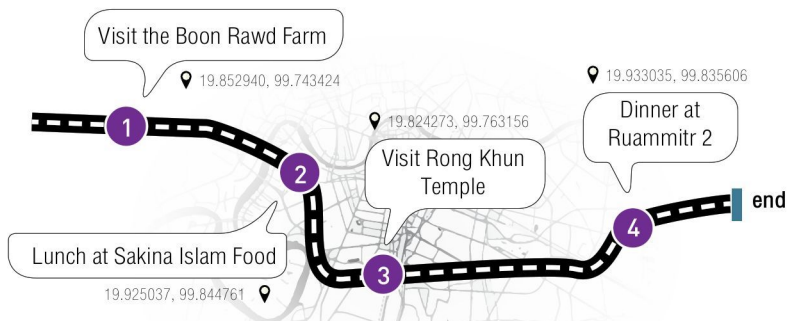 Visit the Boon Rawd Farm
19.852940, 99.743424
1
2
Lunch at Sakina Islam Food
19.925037, 99.844761
19.824273, 99.763156
Visit Rong Khun
Temple
3
19.933035, 99.835606
Dinner at
Ruammitr 2
4
end